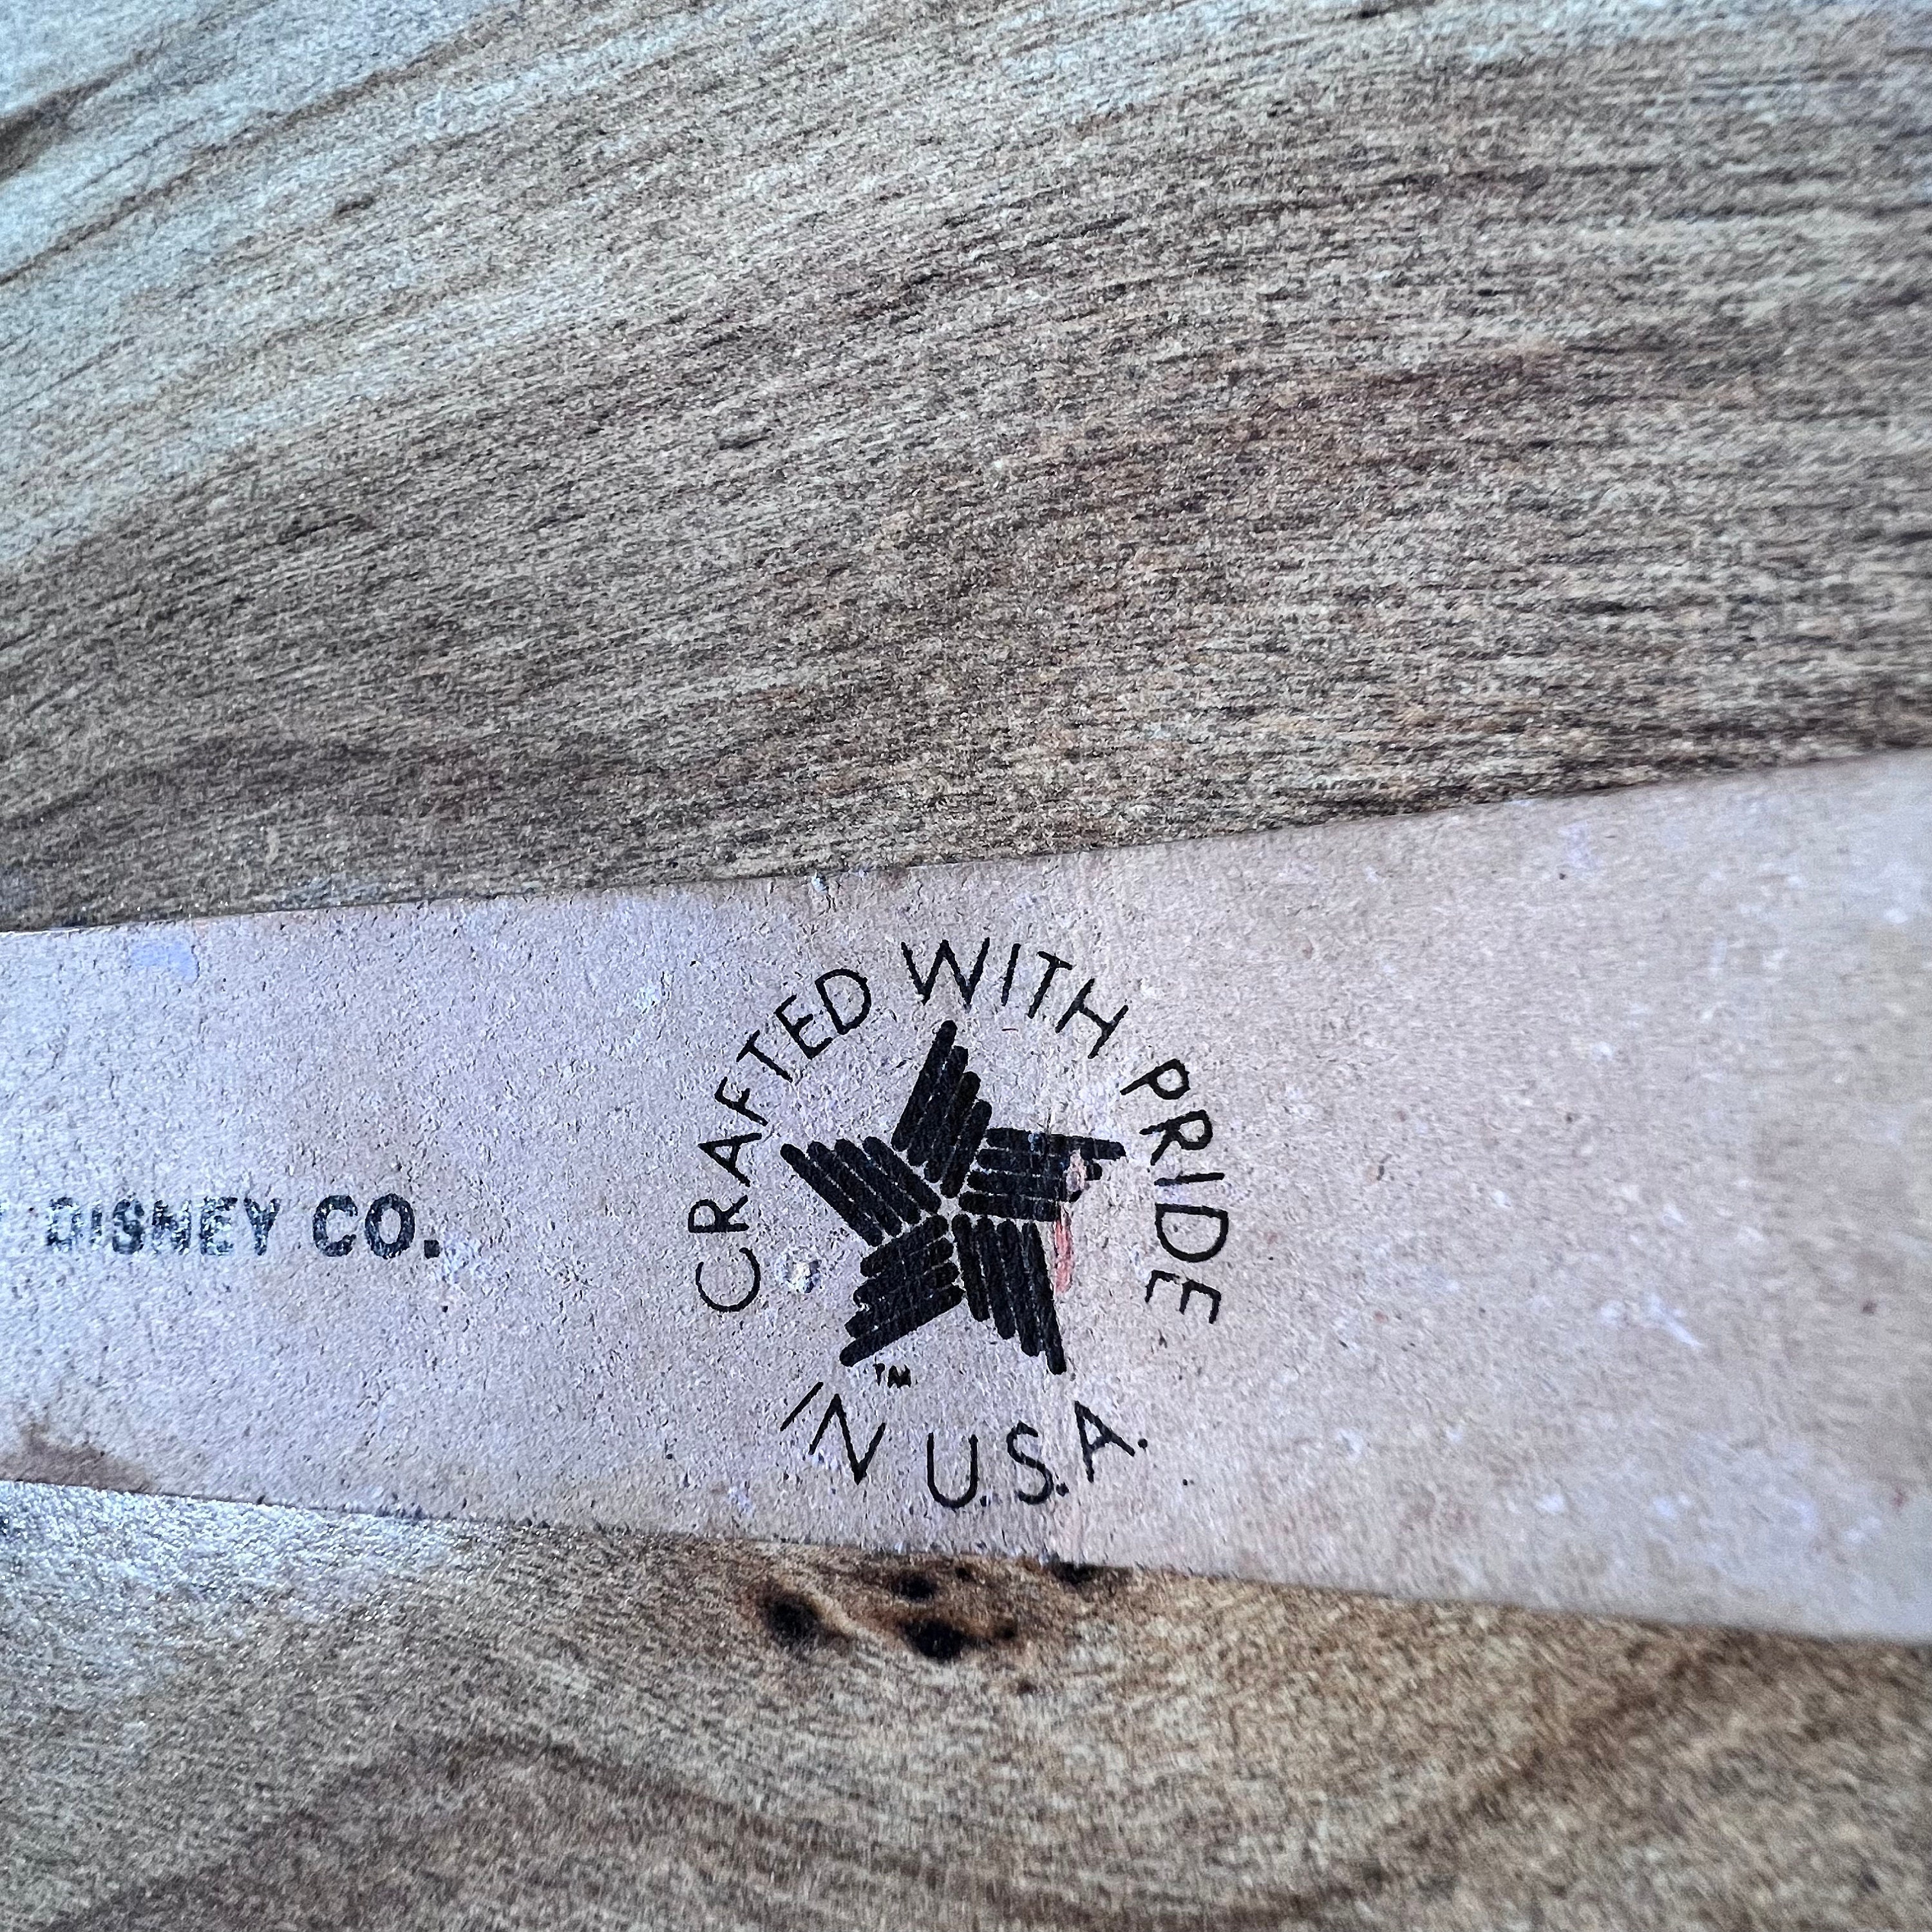 DISNEY CO.
CRAFTED WITH PRIDE
TM
IN U.S.A.